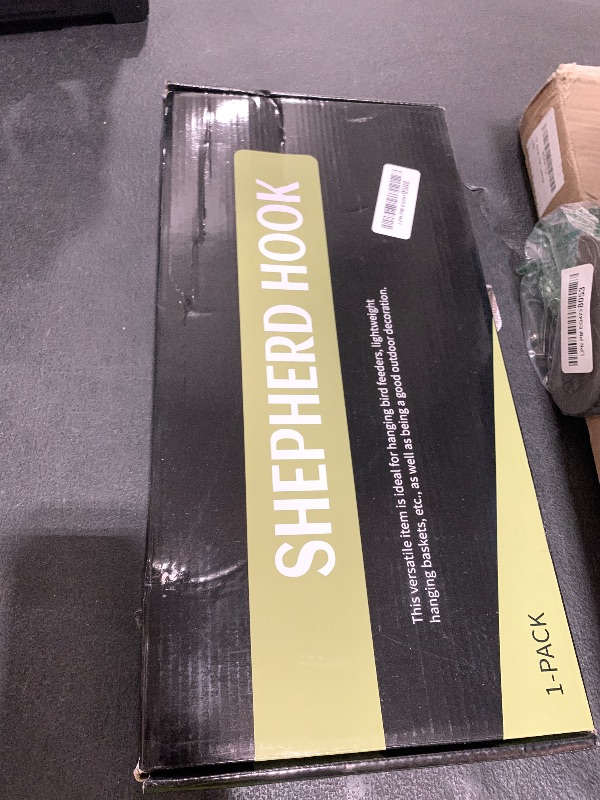 SHEPHERD HOOK
This versatile item is ideal for hanging bird feeders, lightweight
hanging baskets, etc., as well as being a good outdoor decoration.
1-PACK